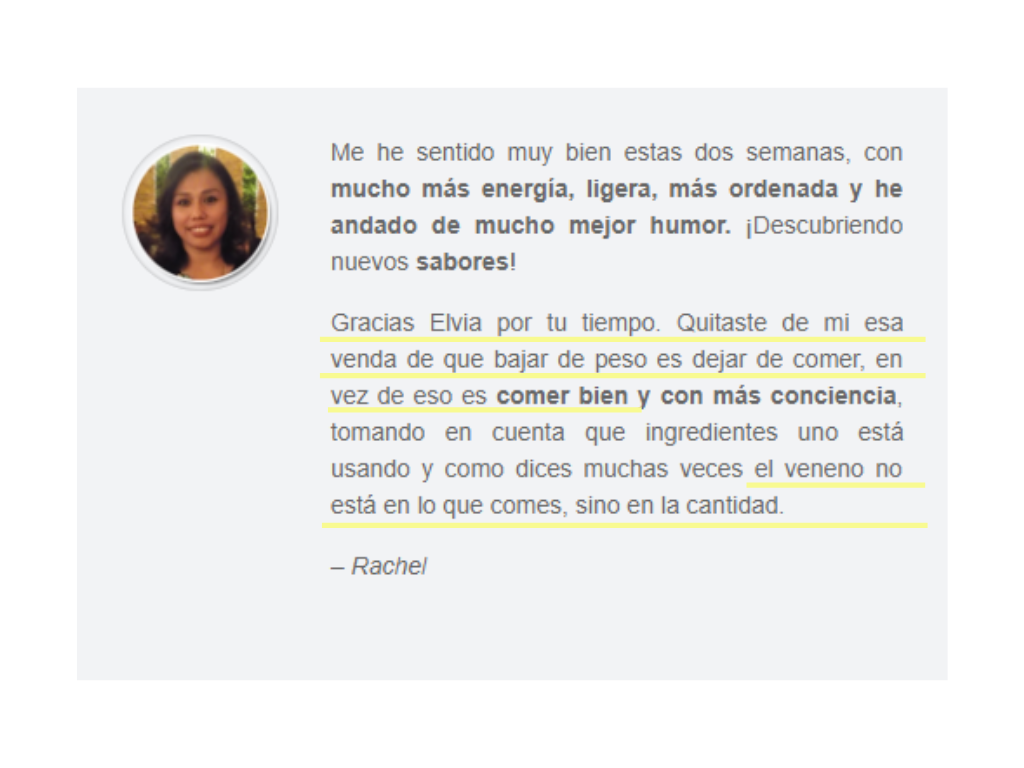 Me he sentido muy bien estas dos semanas, con
mucho más energía, ligera, más ordenada y he
andado de mucho mejor humor. ¡Descubriendo
nuevos sabores!
Gracias Elvia por tu tiempo. Quitaste de mi esa
venda de que bajar de peso es dejar de comer, en
vez de eso es comer bien y con más conciencia,
tomando en cuenta que ingredientes uno está
usando y como dices muchas veces el veneno no
está en lo que comes, sino en la cantidad.
– Rachel